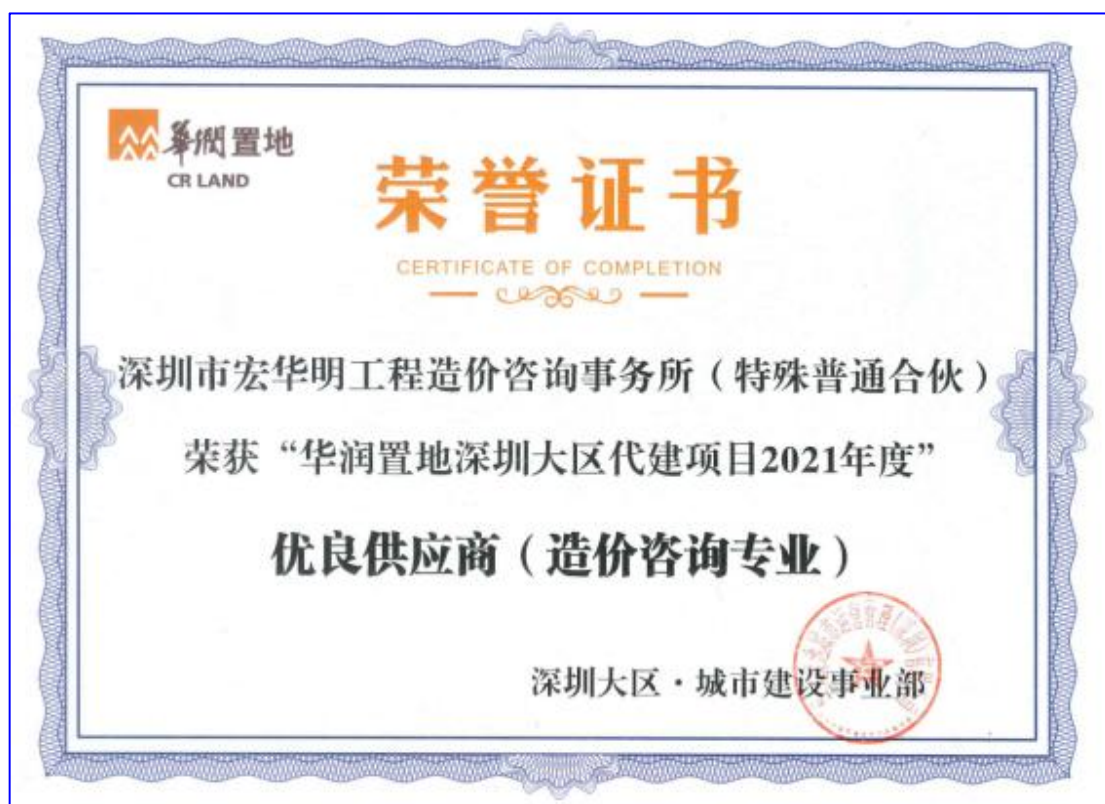 華潤置地
CR LAND
荣誉证书
CERTIFICATE OF COMPLETION
深圳市宏华明工程造价咨询事务所（特殊普通合伙）
荣获“华润置地深圳大区代建项目2021年度”
优良供应商（造价咨询专业）
深圳大区·城市建设事业部